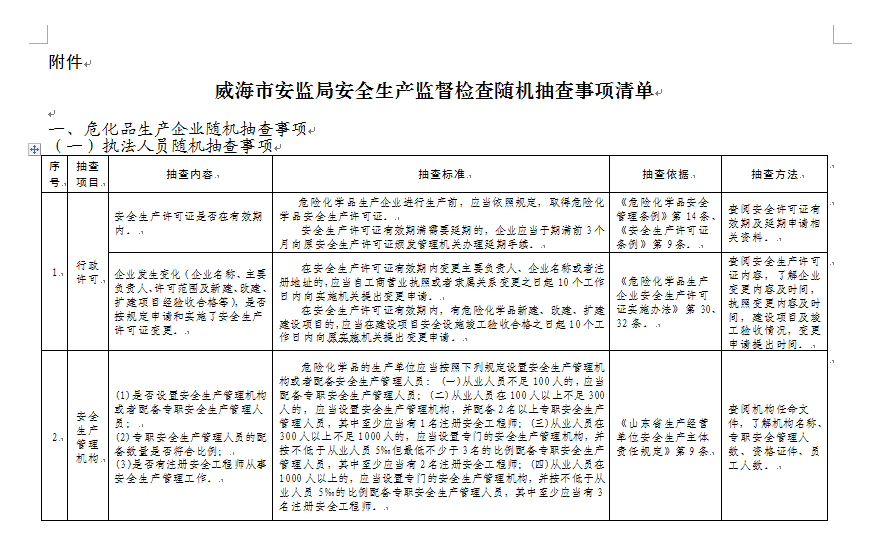 附件
威海市安监局安全生产监督检查随机抽查事项清单
一、危化品生产企业随机抽查事项
（一）执法人员随机抽查事项
序号
抽查项目
抽查内容
抽查标准
抽查依据
抽查方法
1.
行政
许可
安全生产许可证是否在有效期
内。
危险化学品生产企业进行生产前，应当依照规定，取得危险化
学品安全生产许可证。
安全生产许可证有效期满需要延期的，企业应当于期满前3个
月向原安全生产许可证颁发管理机关办理延期手续。
《危险化学品安全
管理条例》第14条、
《安全生产许可证
条例》第9条。
查阅安全许可证有
效期及延期申请相
关资料。
企业发生变化（企业名称、主要
负责人、许可范围及新建、改建、
扩建项目经验收合格等），是否
按规定申请和实施了安全生产
许可证变更。
在安全生产许可证有效期内变更主要负责人、企业名称或者注
册地址的，应当自工商营业执照或者隶属关系变更之日起10个工作
日内向实施机关提出变更申请。
在安全生产许可证有效期内，有危险化学品新建、改建、扩建
建设项目的，应当在建设项目安全设施竣工验收合格之日起10个工
作日内向原实施机关提出变更申请。
《危险化学品生产
企业安全生产许可
证实施办法》第30、
32条。
查阅安全生产许可
证内容，了解企业
变更内容及时间，
执照变更内容及时
间，建设项目及竣
工验收情况，变更
申请提出时间。
2.
安全
生产
管理
机构
(1)是否设置安全生产管理机构
或者配备专职安全生产管理人
员；
(2)专职安全生产管理人员的配
备数量是否符合比例；
(3)是否有注册安全工程师从事
安全生产管理工作。
危险化学品的生产单位应当按照下列规定设置安全生产管理机
构或者配备安全生产管理人员：(一)从业人员不足100人的，应当
配备专职安全生产管理人员；(二)从业人员在100人以上不足300
人的，应当设置安全生产管理机构，并配备2名以上专职安全生产
管理人员，其中至少应当有1名注册安全工程师；(三)从业人员在
300人以上不足1000人的，应当设置专门的安全生产管理机构，并
按不低于从业人员5‰但最低不少于3名的比例配备专职安全生产
管理人员，其中至少应当有2名注册安全工程师；(四)从业人员在
1000人以上的，应当设置专门的安全生产管理机构，并按不低于从
业人员5‰的比例配备专职安全生产管理人员，其中至少应当有3
名注册安全工程师。
《山东省生产经营
单位安全生产主体
责任规定》第9条
查阅机构任命文
件，了解机构名称、
专职安全管理人
数、资格证件、员
工人数。